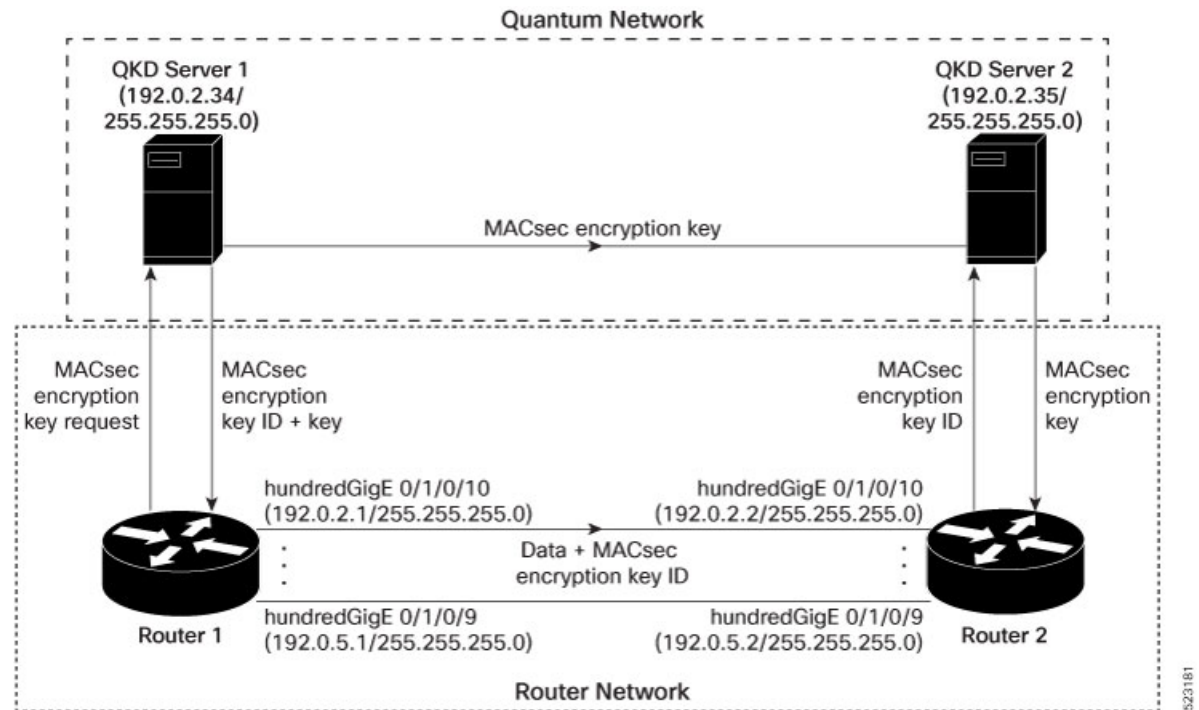 Quantum Network
QKD Server 1
(192.0.2.34/
255.255.255.0)
QKD Server 2
(192.0.2.35/
255.255.255.0)
MACsec encryption key
MACsec
encryption
key request
MACsec
encryption
key ID + key
MACsec
encryption
key ID
MACsec
encryption
key
hundredGigE 0/1/0/10
(192.0.2.1/255.255.255.0)
hundredGigE 0/1/0/10
(192.0.2.2/255.255.255.0)
Data + MACsec
encryption key ID
hundredGigE 0/1/0/9
(192.0.5.1/255.255.255.0)
hundredGigE 0/1/0/9
(192.0.5.2/255.255.255.0)
Router 1
Router 2
Router Network
523181